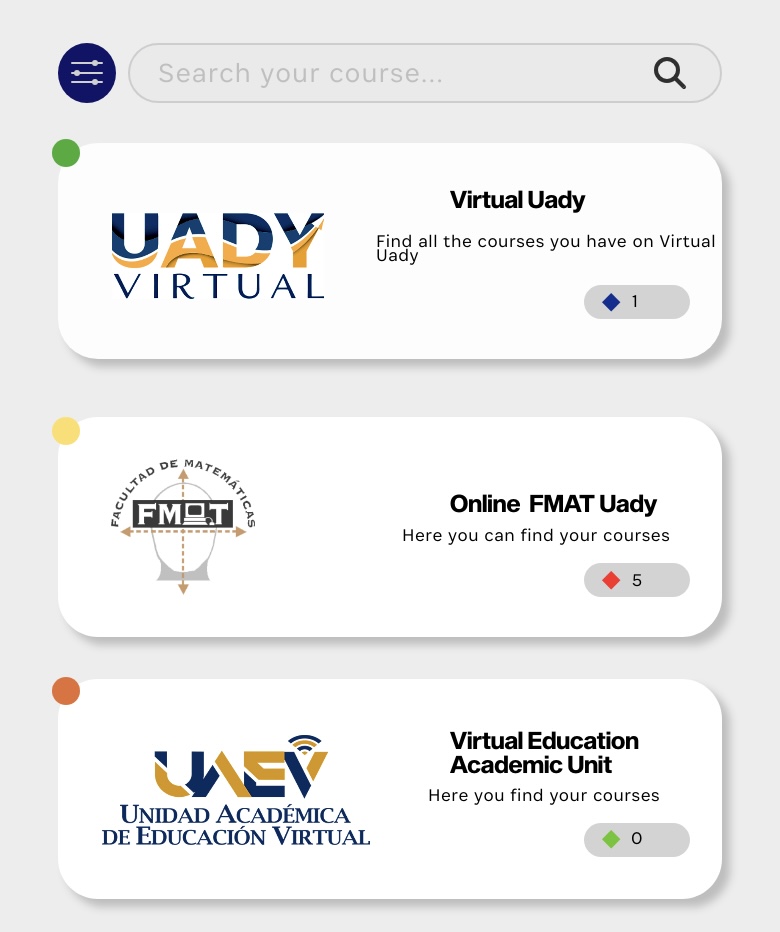 Search your course...
UADY
VIRTUAL
Virtual Uady
Find all the courses you have on Virtual
Uady
1
FACULTAD DE MATEMÁTICAS
FMAT
Online FMAT Uady
Here you can find your courses
5
UAEV
UNIDAD ACADÉMICA
DE EDUCACIÓN VIRTUAL
Virtual Education
Academic Unit
Here you find your courses
0